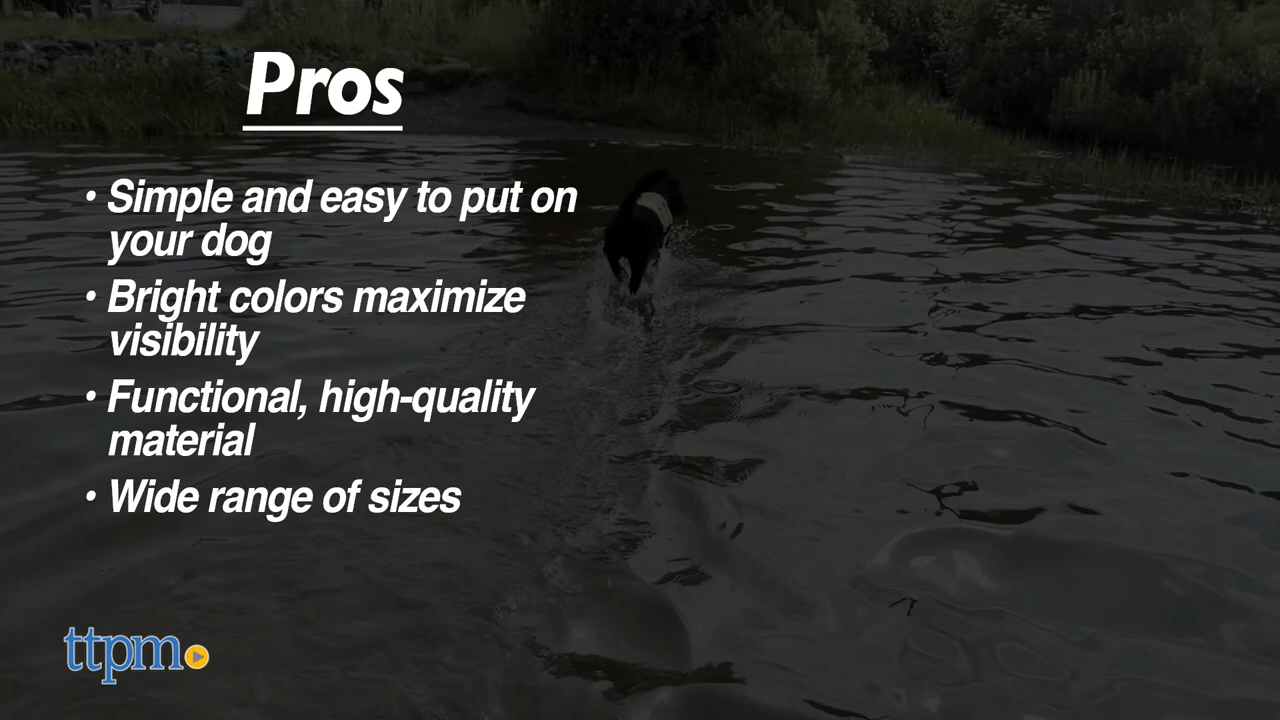 Pros
• Simple and easy to put on
your dog
• Bright colors maximize
visibility
• Functional, high-quality
material
• Wide range of sizes
ttpm